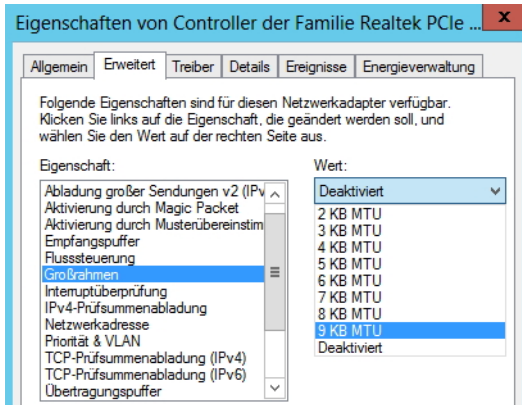 Eigenschaften von Controller der Familie Realtek PCIe ...
x
Allgemein Erweitert Treiber Details Ereignisse Energieverwaltung
Folgende Eigenschaften sind für diesen Netzwerkadapter verfügbar.
Klicken Sie links auf die Eigenschaft, die geändert werden soll, und
wählen Sie den Wert auf der rechten Seite aus.
Eigenschaft:
Abladung großer Sendungen v2 (IPv
Aktivierung durch Magic Packet
Aktivierung durch Musterübereinstim
Empfangspuffer
Flusssteuerung
Großrahmen
Interruptüberprüfung
IPv4-Prüfsummenabladung
Netzwerkadresse
Priorität & VLAN
TCP-Prüfsummenabladung (IPv4)
TCP-Prüfsummenabladung (IPv6)
Übertragungspuffer
Wert:
Deaktiviert
2 KB MTU
3 KB MTU
4 KB MTU
5 KB MTU
6 KB MTU
7 KB MTU
8 KB MTU
9 KB MTU
Deaktiviert